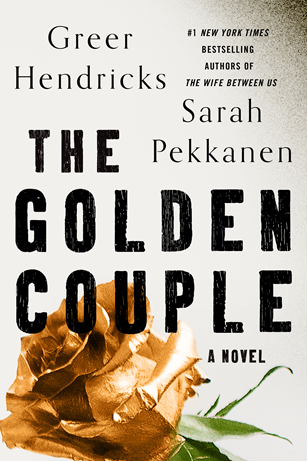 Greer
Hendricks
#1 NEW YORK TIMES
BESTSELLING
AUTHORS OF
THE WIFE BETWEEN US
Sarah
Pekkanen
THE
GOLDEN
COUPLE
A NOVEL